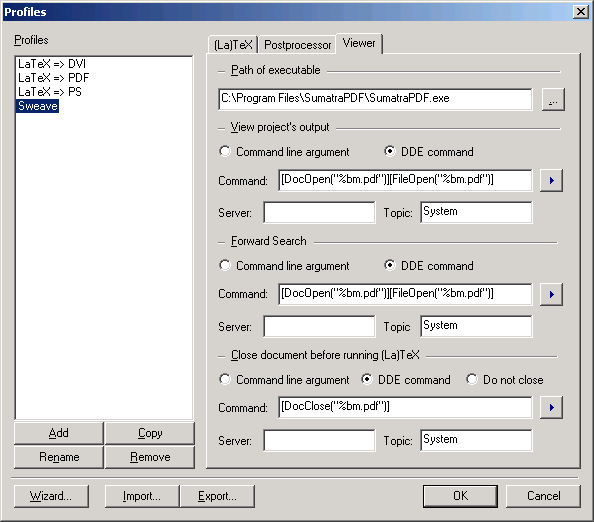 Profiles
Profiles
LaTeX => DVI
LaTeX => PDF
LaTeX => PS
Sweave
Add
Copy
Rename
Remove
(La)TeX
Postprocessor
Viewer
Path of executable
C:\Program Files\SumatraPDF\SumatraPDF.exe
...
View project's output
Command line argument
DDE command
Command: [DocOpen("%bm.pdf")][FileOpen("%bm.pdf")]
Server:
Topic: System
Forward Search
Command line argument
DDE command
Command: [DocOpen("%bm.pdf")][FileOpen("%bm.pdf")]
Server:
Topic System
Close document before running (La)TeX
Command line argument
DDE command
Do not close
Command: [DocClose("%bm.pdf")]
Server:
Topic: System
Wizard...
Import...
Export...
OK
Cancel